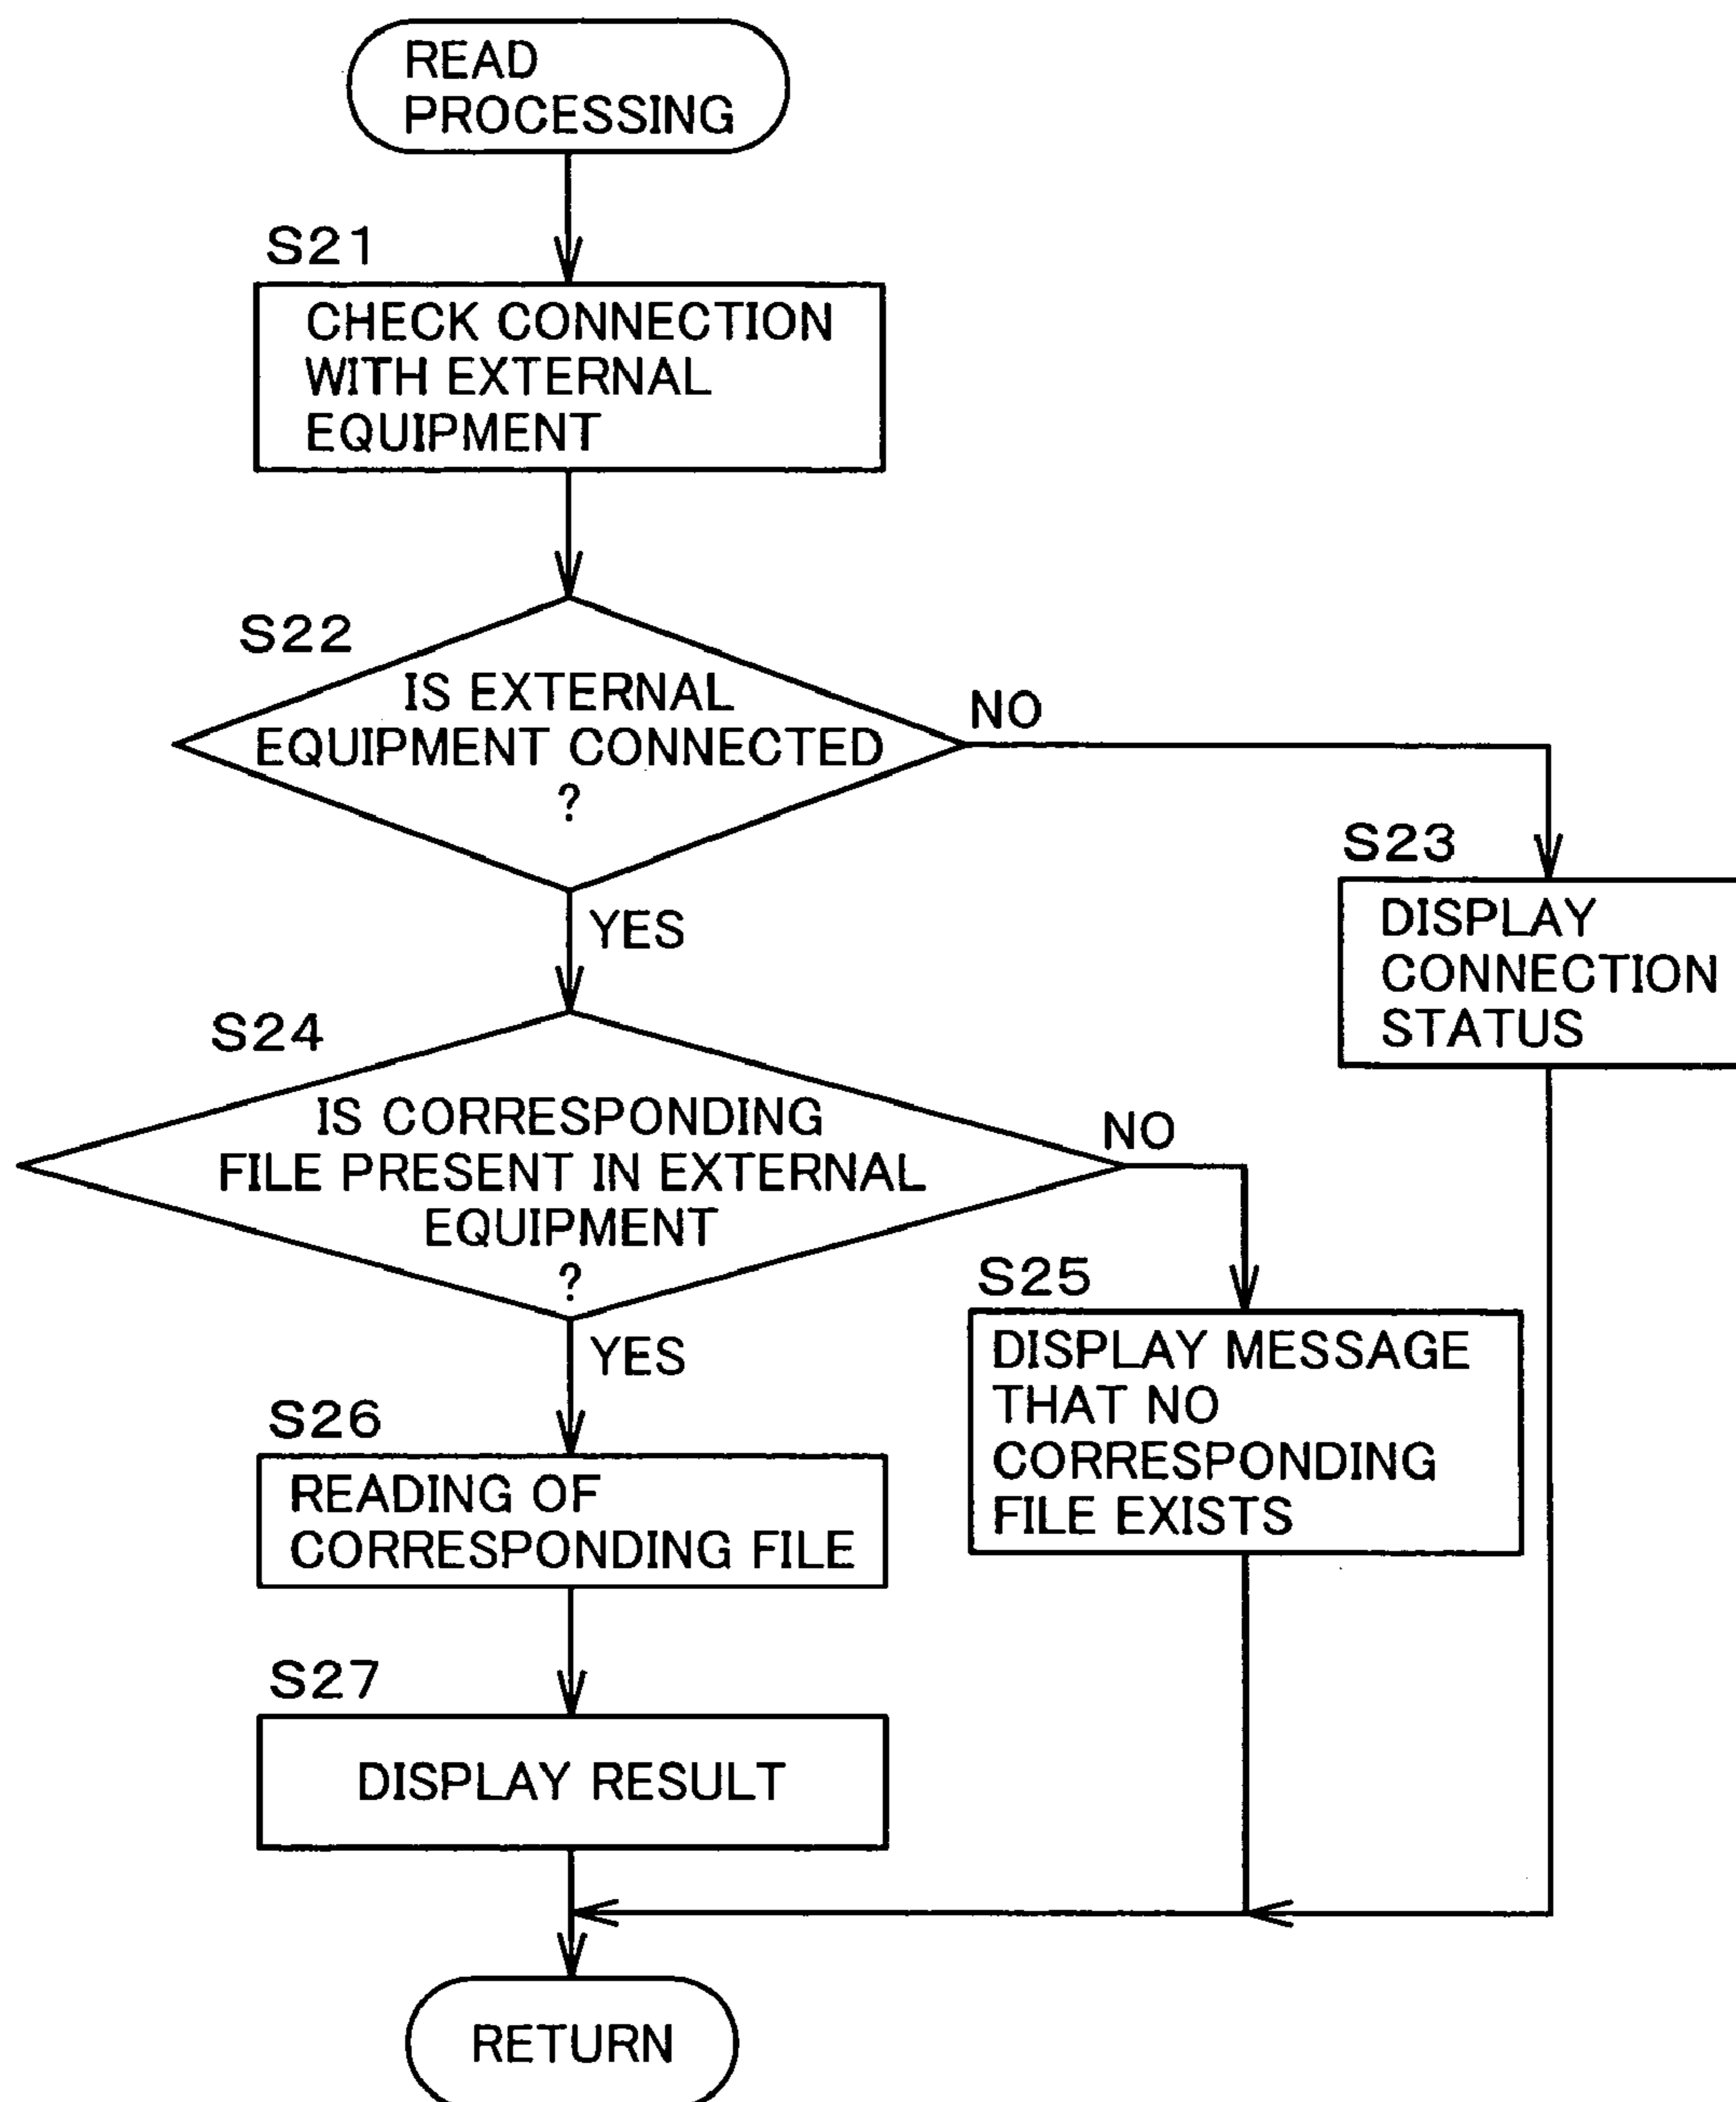 READ
PROCESSING
S21
CHECK CONNECTION
WITH EXTERNAL
EQUIPMENT
S22
IS EXTERNAL
EQUIPMENT CONNECTED
?
NO
YES
S23
DISPLAY
CONNECTION
STATUS
S24
IS CORRESPONDING
FILE PRESENT IN EXTERNAL
EQUIPMENT
?
NO
YES
S25
DISPLAY MESSAGE
THAT NO
CORRESPONDING
FILE EXISTS
S26
READING OF
CORRESPONDING FILE
S27
DISPLAY RESULT
RETURN